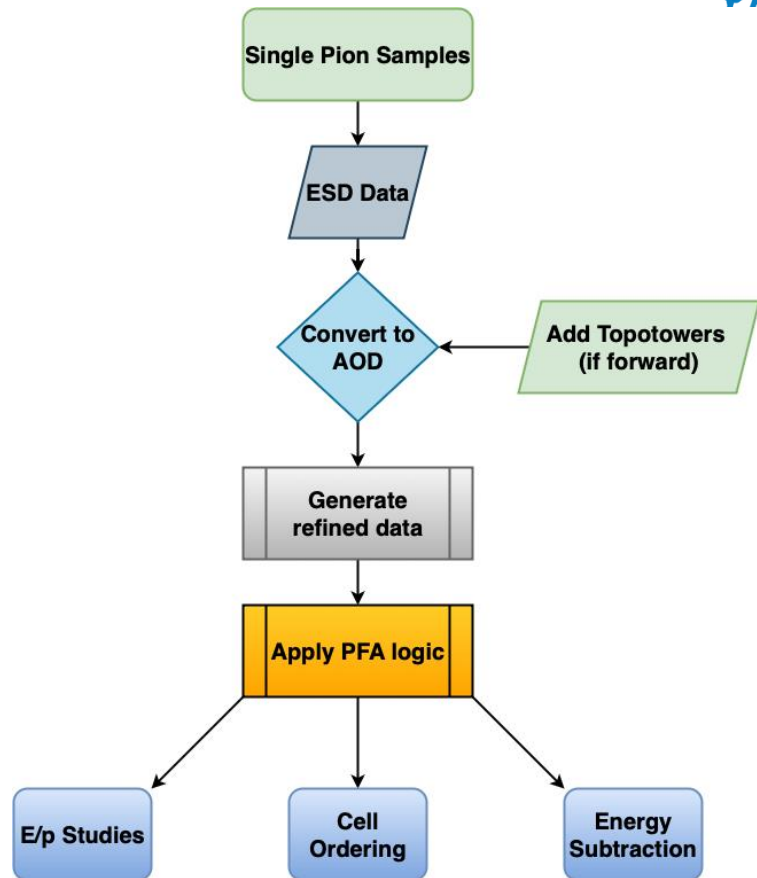 Single Pion Samples
ESD Data
Convert to
AOD
Add Topotowers
(if forward)
Generate
refined data
Apply PFA logic
E/p Studies
Cell
Ordering
Energy
Subtraction